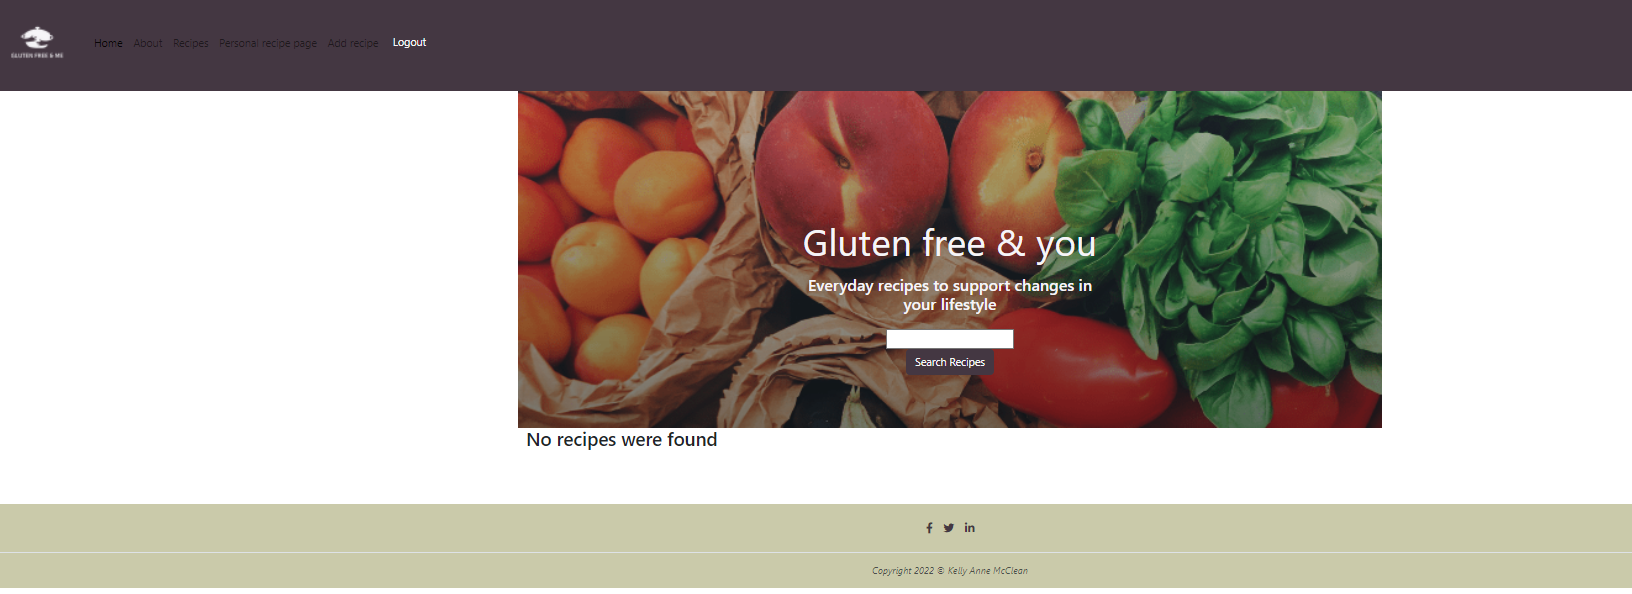 GLUTEN FREE & ME
Home About Recipes Personal recipe page Add recipe Logout
Gluten free & you
Everyday recipes to support changes in
your lifestyle
Search Recipes
No recipes were found
Copyright 2022 © Kelly Anne McClean